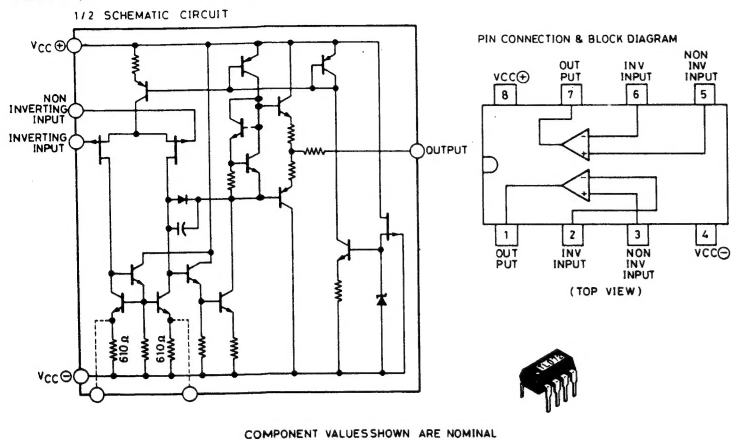 1/2 SCHEMATIC CIRCUIT
VCC⊕
NON
INVERTING
INPUT
INVERTING
INPUT
OUTPUT
610Ω
610Ω
VCC⊖
PIN CONNECTION & BLOCK DIAGRAM
VCC⊕
OUT
PUT
INV
INPUT
NON
INV
INPUT
8
7
6
5
-
+
-
+
1
2
3
4
OUT
PUT
INV
INPUT
NON
INV
INPUT
VCC⊖
(TOP VIEW)
COMPONENT VALUES SHOWN ARE NOMINAL